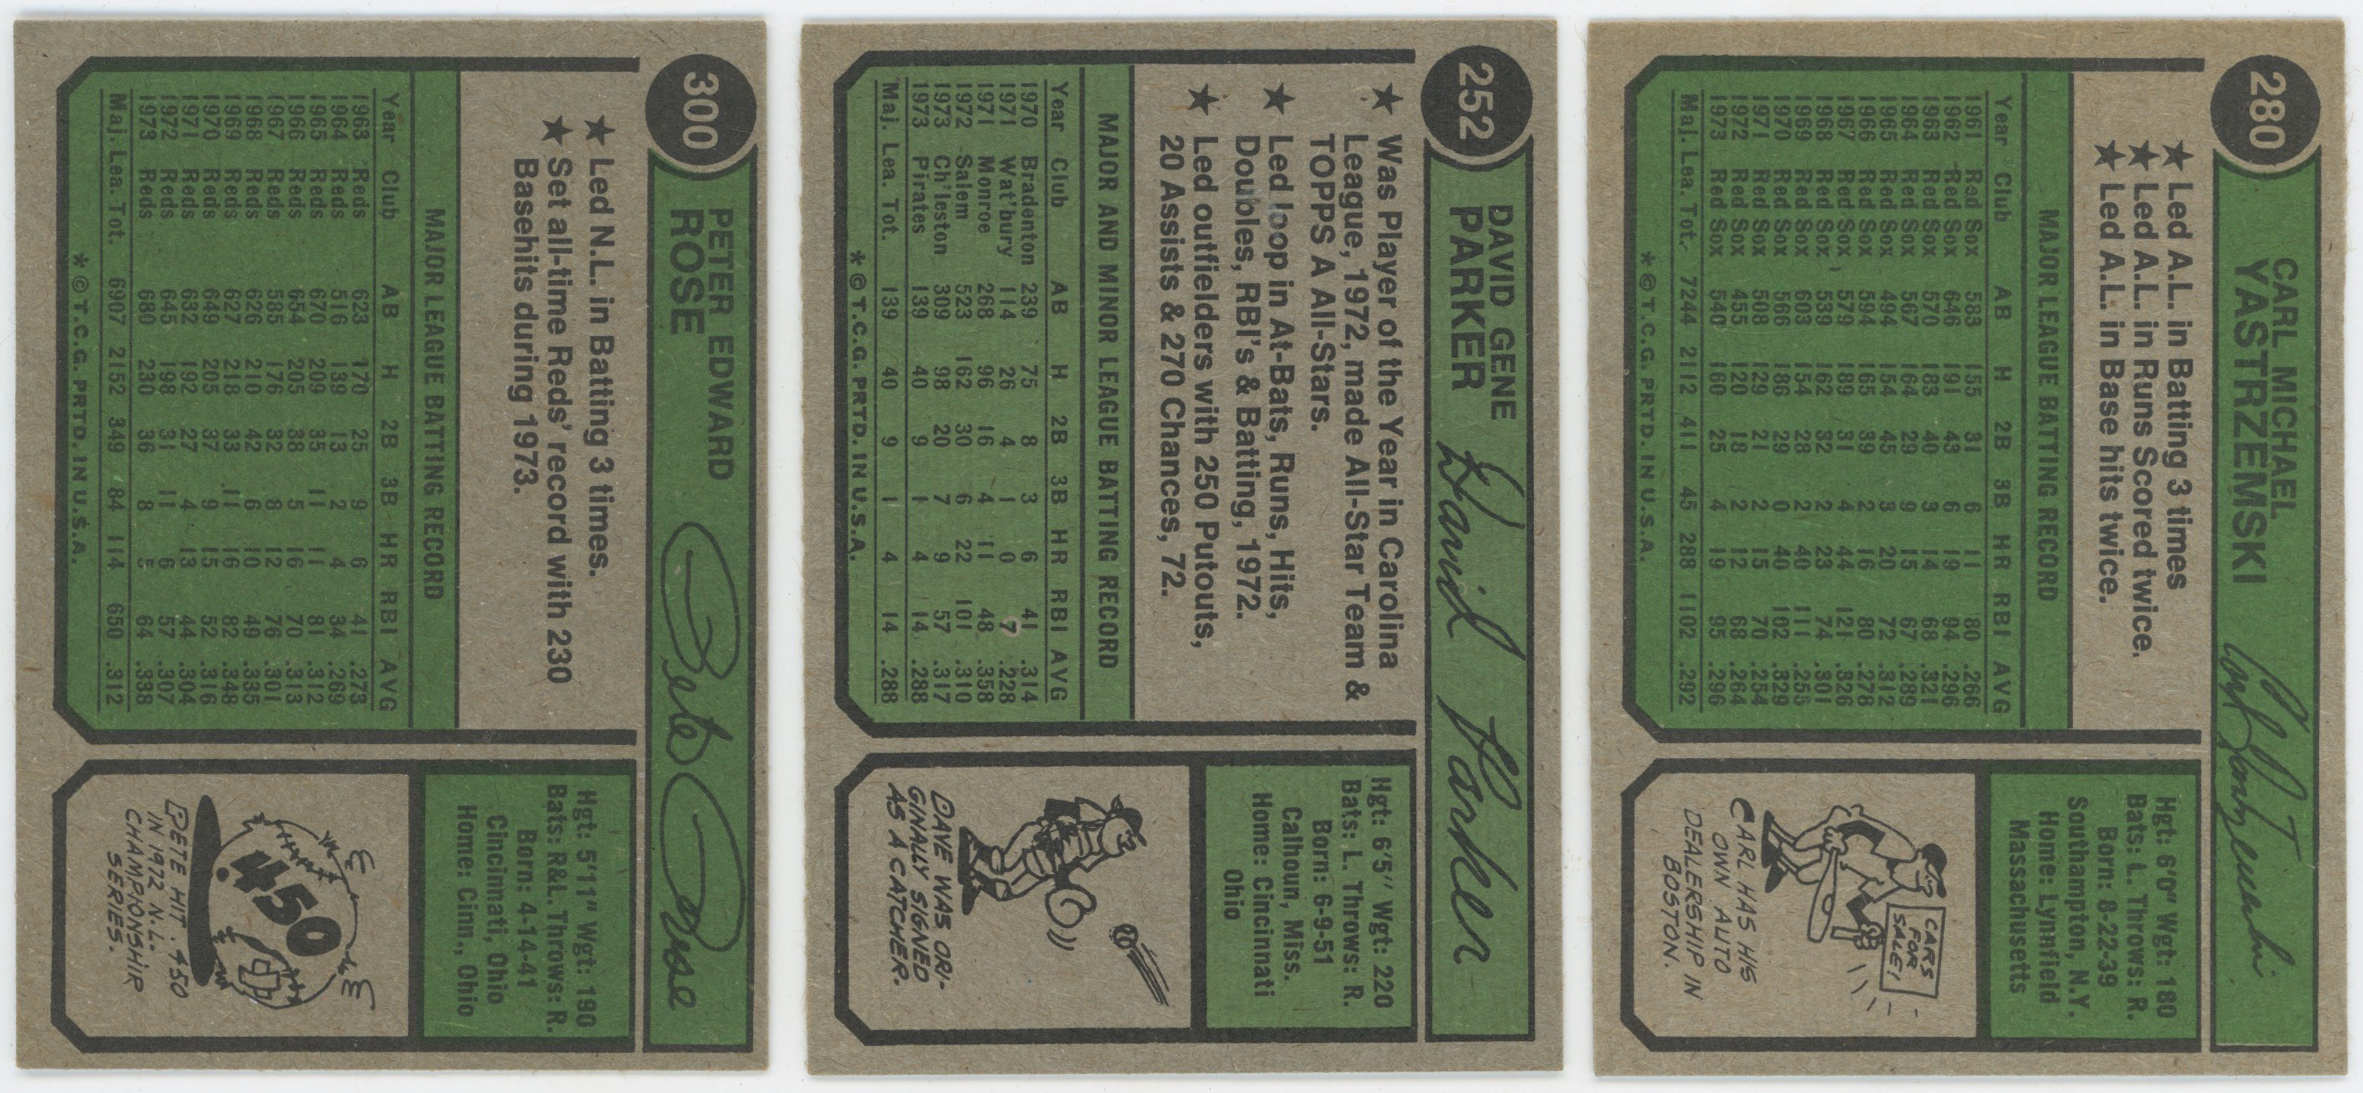 300
PETER EDWARD
ROSE
Pete Rose
★ Led N.L. in Batting 3 times.
★ Set all-time Reds' record with 230
Basehits during 1973.
MAJOR LEAGUE BATTING RECORD
Year Club AB H 2B 3B HR RBI AVG
1963 Reds 623 170 25 9 6 41 .273
1964 Reds 516 139 13 2 4 34 .269
1965 Reds 670 209 35 11 11 81 .312
1966 Reds 654 205 38 5 16 70 .313
1967 Reds 585 176 32 8 12 76 .301
1968 Reds 626 210 42 6 10 49 .335
1969 Reds 627 218 33 11 16 82 .348
1970 Reds 649 205 37 9 15 52 .316
1971 Reds 632 192 27 4 13 44 .304
1972 Reds 645 198 31 11 6 57 .307
1973 Reds 680 230 36 8 5 64 .338
Maj. Lea. Tot. 6907 2152 349 84 114 650 .312
*©T.C.G. PRTD. IN U.S.A.
Hgt: 5'11" Wgt: 190
Bats: R&L Throws: R.
Born: 4-14-41
Cincinnati, Ohio
Home: Cinn., Ohio
.450
PETE HIT .450
IN 1972 N.L.
CHAMPIONSHIP
SERIES.
252
DAVID GENE
PARKER
David Parker
★ Was Player of the Year in Carolina
League, 1972, made All-Star Team &
TOPPS A All-Stars.
★ Led loop in At-Bats, Runs, Hits,
Doubles, RBI's & Batting, 1972.
★ Led outfielders with 250 Putouts,
20 Assists & 270 Chances, 72.
MAJOR AND MINOR LEAGUE BATTING RECORD
Year Club AB H 2B 3B HR RBI AVG
1970 Bradenton 239 75 8 3 6 41 .314
1971 Wat'bury 114 26 4 1 0 7 .228
1971 Monroe 268 96 16 4 11 48 .358
1972 Salem 523 162 30 6 22 101 .310
1973 Ch'leston 309 98 20 7 9 57 .317
1973 Pirates 139 40 9 1 4 14 .288
Maj. Lea. Tot. 139 40 9 1 4 14 .288
*©T.C.G. PRTD. IN U.S.A.
Hgt: 6'5" Wgt: 220
Bats: L. Throws: R.
Born: 6-9-51
Calhoun, Miss.
Home: Cincinnati
Ohio
DAVE WAS ORI-
GINALLY SIGNED
AS A CATCHER.
280
CARL MICHAEL
YASTRZEMSKI
Carl Yastrzemski
★ Led A.L. in Batting 3 times
★ Led A.L. in Runs Scored twice.
★ Led A.L. in Base hits twice.
MAJOR LEAGUE BATTING RECORD
Year Club AB H 2B 3B HR RBI AVG
1961 Red Sox 583 155 31 6 11 80 .266
1962 Red Sox 646 191 43 6 19 94 .296
1963 Red Sox 570 183 40 3 14 68 .321
1964 Red Sox 567 164 29 9 15 67 .289
1965 Red Sox 494 154 45 3 20 72 .312
1966 Red Sox 594 165 39 2 16 80 .278
1967 Red Sox 579 189 31 4 44 121 .326
1968 Red Sox 539 162 32 2 23 74 .301
1969 Red Sox 603 154 28 2 40 111 .255
1970 Red Sox 566 186 29 0 40 102 .329
1971 Red Sox 508 129 21 2 15 70 .254
1972 Red Sox 455 120 18 2 12 68 .264
1973 Red Sox 540 160 25 4 19 95 .296
Maj. Lea. Tot. 7244 2112 411 45 288 1102 .292
*©T.C.G. PRTD. IN U.S.A.
Hgt: 6'0" Wgt: 180
Bats: L. Throws: R.
Born: 8-22-39
Southampton, N.Y.
Home: Lynnfield
Massachusetts
CARS
FOR
SALE!
CARL HAS HIS
OWN AUTO
DEALERSHIP IN
BOSTON.